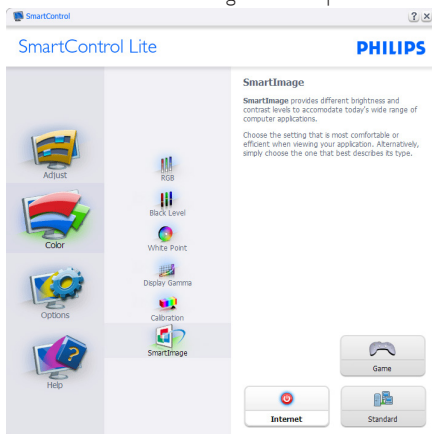 SmartControl
SmartControl Lite
PHILIPS
Adjust
Color
Options
Help
RGB
Black Level
White Point
Display Gamma
Calibration
SmartImage
SmartImage
SmartImage provides different brightness and
contrast levels to accomodate today's wide range of
computer applications.
Choose the setting that is most comfortable or
efficient when viewing your application. Alternatively,
simply choose the one that best describes its type.
Game
Internet
Standard